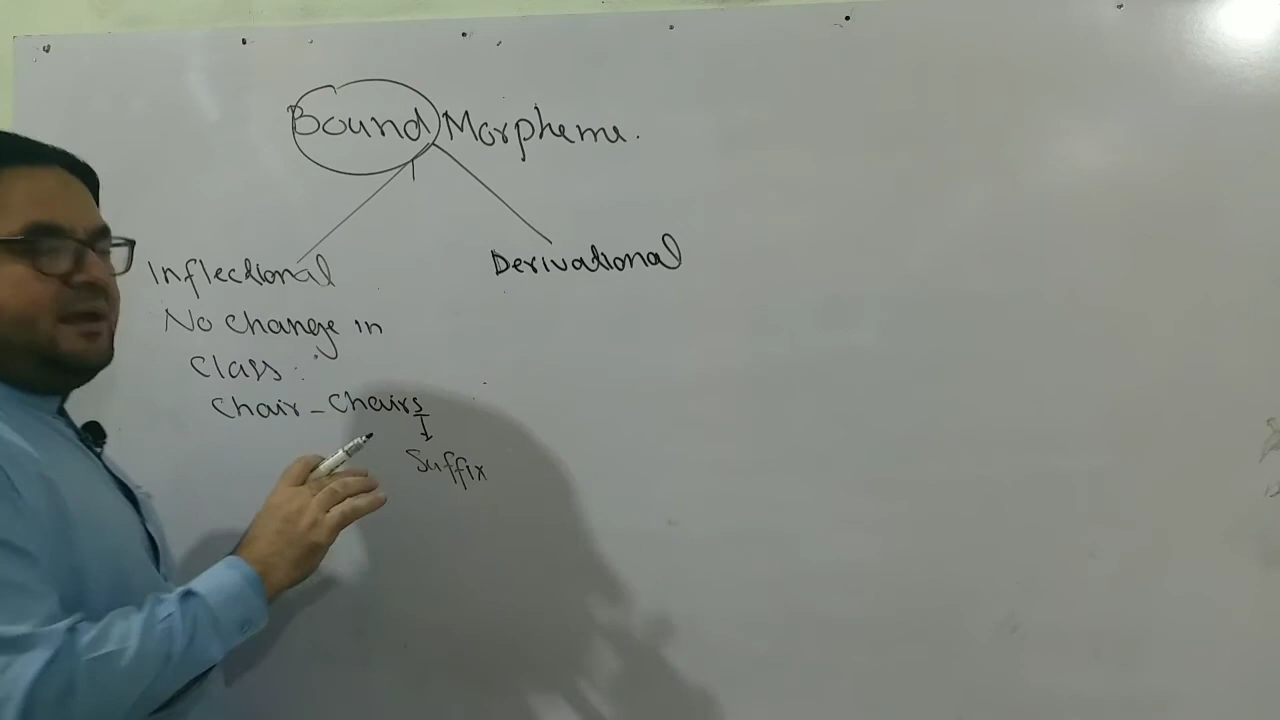 Bound Morpheme.
Inflectional
Derivational
No change in
Class :
Chair - Chairs
Suffix